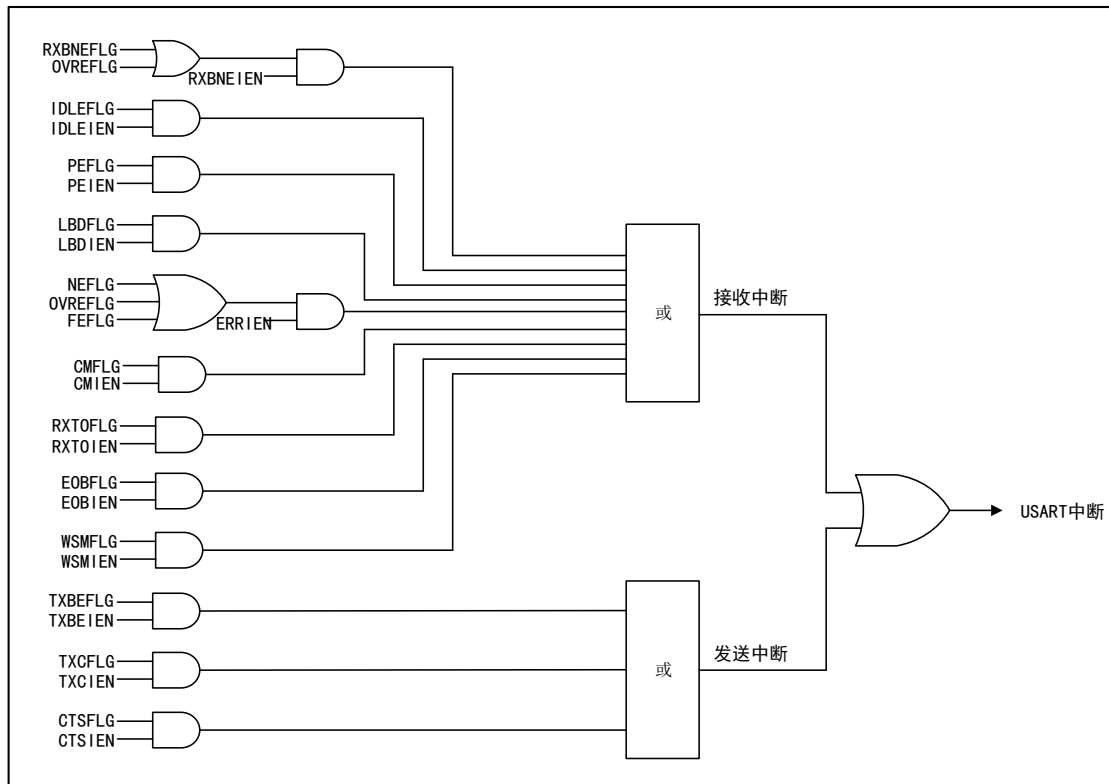 RXBNEFLG
OVREFLG
RXBNEIEN
IDLEFLG
IDLEIEN
PEFLG
PEIEN
LBDFLG
LBDIEN
NEFLG
OVREFLG
FEFLG
ERRIEN
CMFLG
CMIEN
RXTOFLG
RXTOIEN
EOBFLG
EOBIEN
WSMFLG
WSMIEN
或
接收中断
TXBEFLG
TXBEIEN
TXCFLG
TXCIEN
CTSFLG
CTSIEN
或
发送中断
USART中断